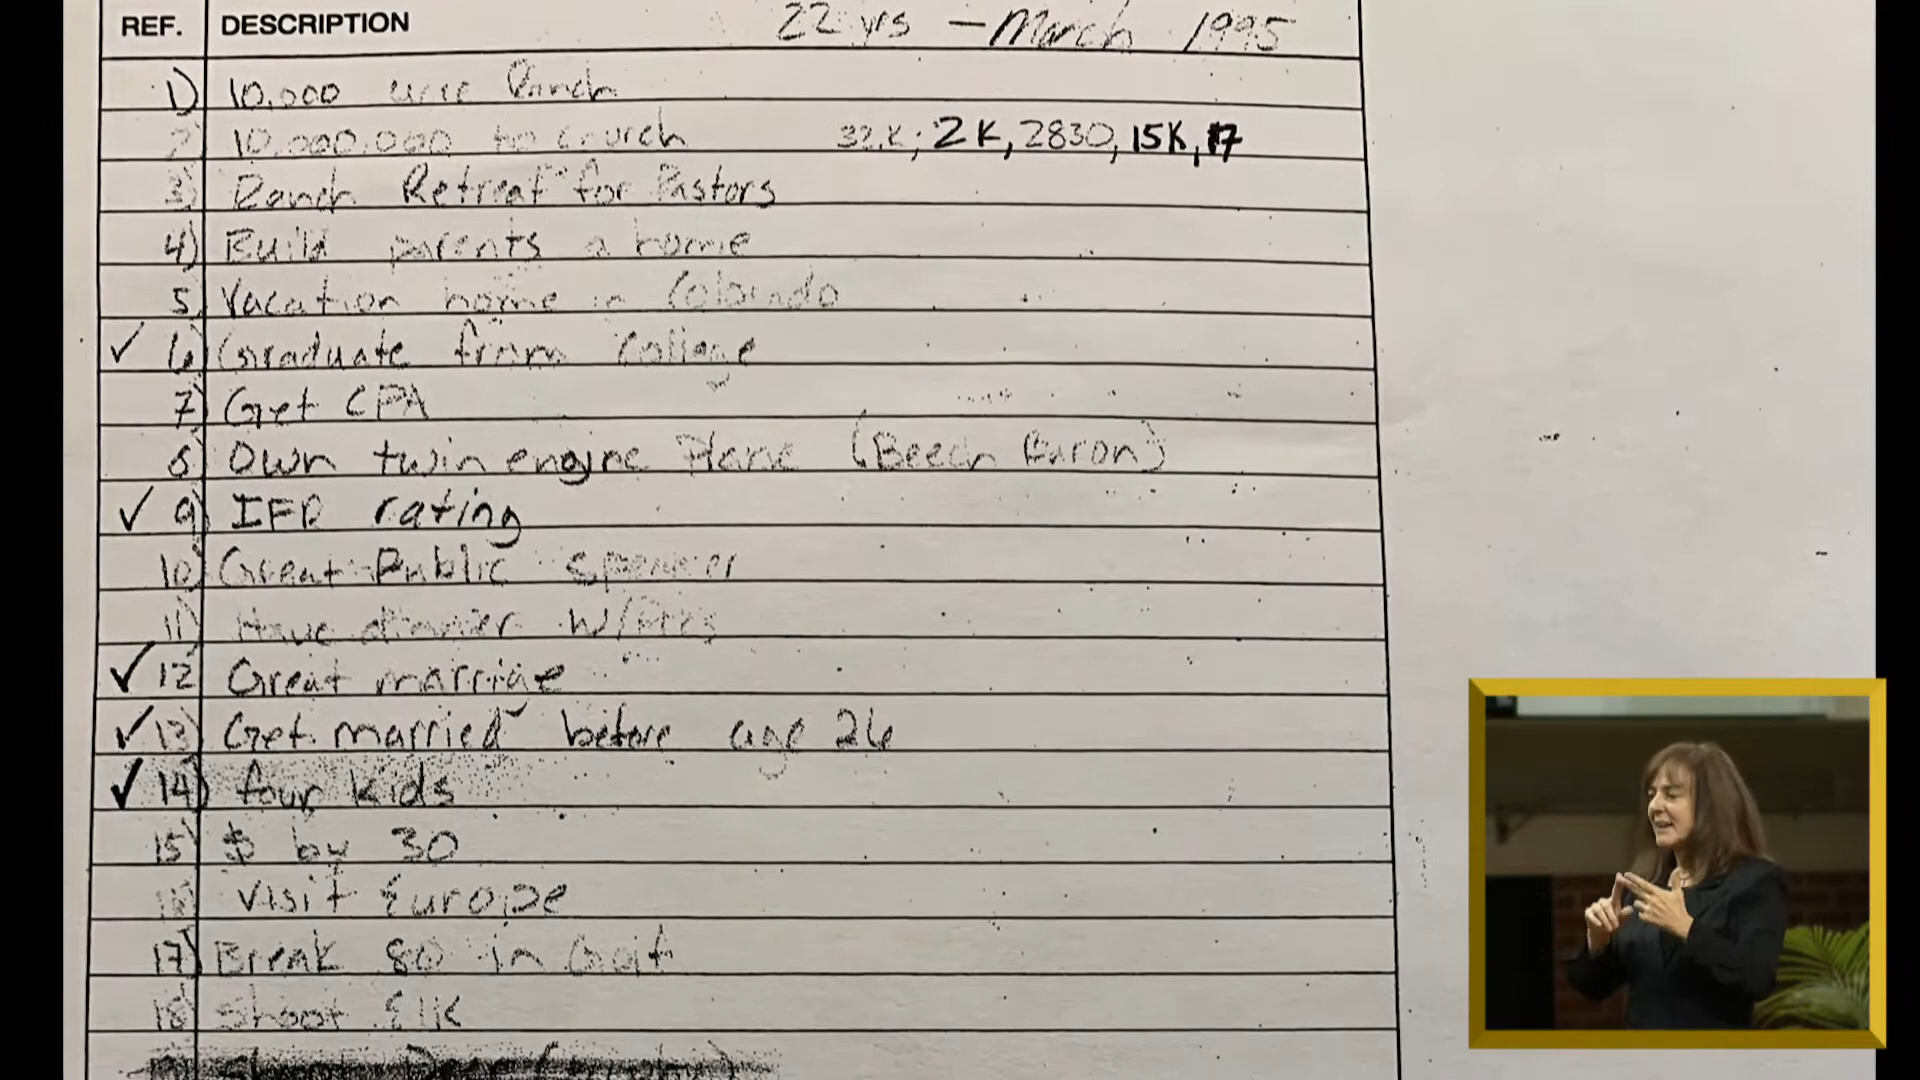 REF. DESCRIPTION 22 yrs - March 1995
1) 10,000 acre Ranch
2) 10,000,000 to church 32K; 2K, 2830, 15K, 17
3) Ranch Retreat for Pastors
4) Build parents a home
5) Vacation home in Colorado
✓ 6) Graduate from College
7) Get CPA
8) Own twin engine Plane (Beech Baron)
✓ 9) IFR rating
10) Great Public Speaker
11) Have dinner w/
✓ 12) Great marriage
✓ 13) Get married before age 26
✓ 14) four kids
15) $ by 30
16) Visit Europe
17) Break 80 in Golf
18) Shoot Elk